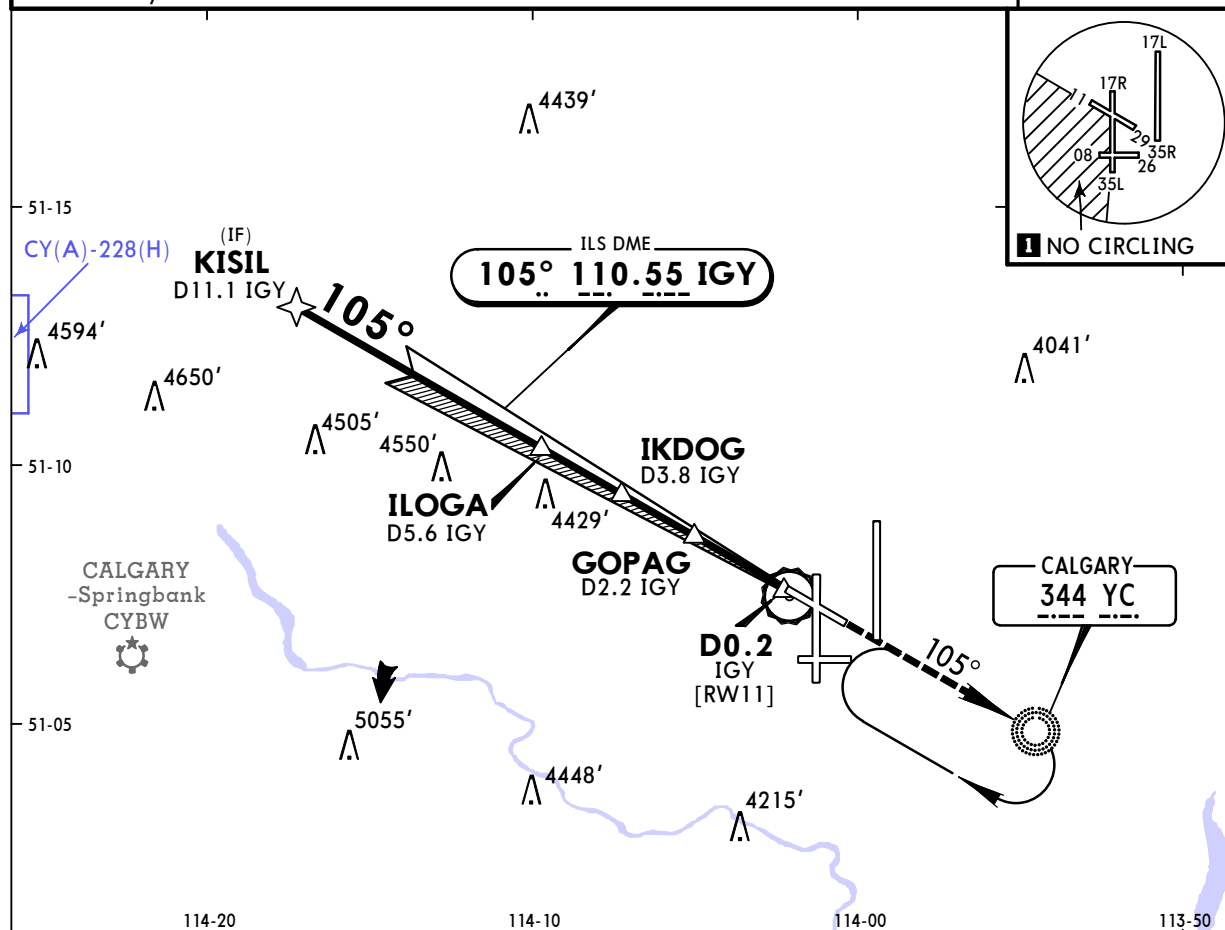 4439'
51-15
CY(A)-228(H)
(IF)
KISIL
D11.1 IGY
105°
ILS DME
105° 110.55 IGY
17L
17R
11
29
08
26
35R
35L
1 NO CIRCLING
4594'
4650'
4041'
4505'
4550'
51-10
IKDOG
D3.8 IGY
ILOGA
D5.6 IGY
4429'
GOPAG
D2.2 IGY
CALGARY
-Springbank
CYBW
CALGARY
344 YC
D0.2
IGY
[RW11]
105°
51-05
5055'
4448'
4215'
114-20
114-10
114-00
113-50